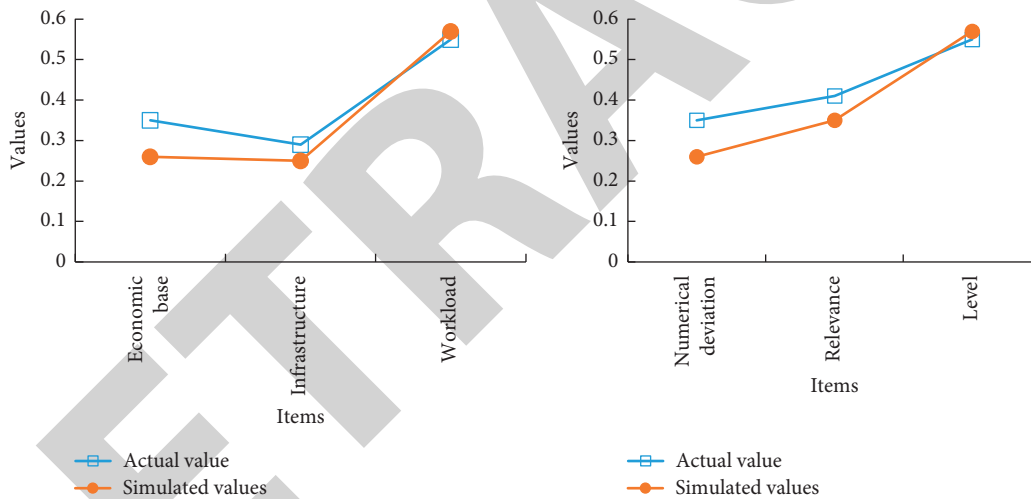 0.6
0.5
0.4
0.3
0.2
0.1
0
Values
Economic
base
Infrastructure
Workload
Items
Actual value
Simulated values
0.6
0.5
0.4
0.3
0.2
0.1
0
Values
Numerical
deviation
Relevance
Level
Items
Actual value
Simulated values
ETRAC